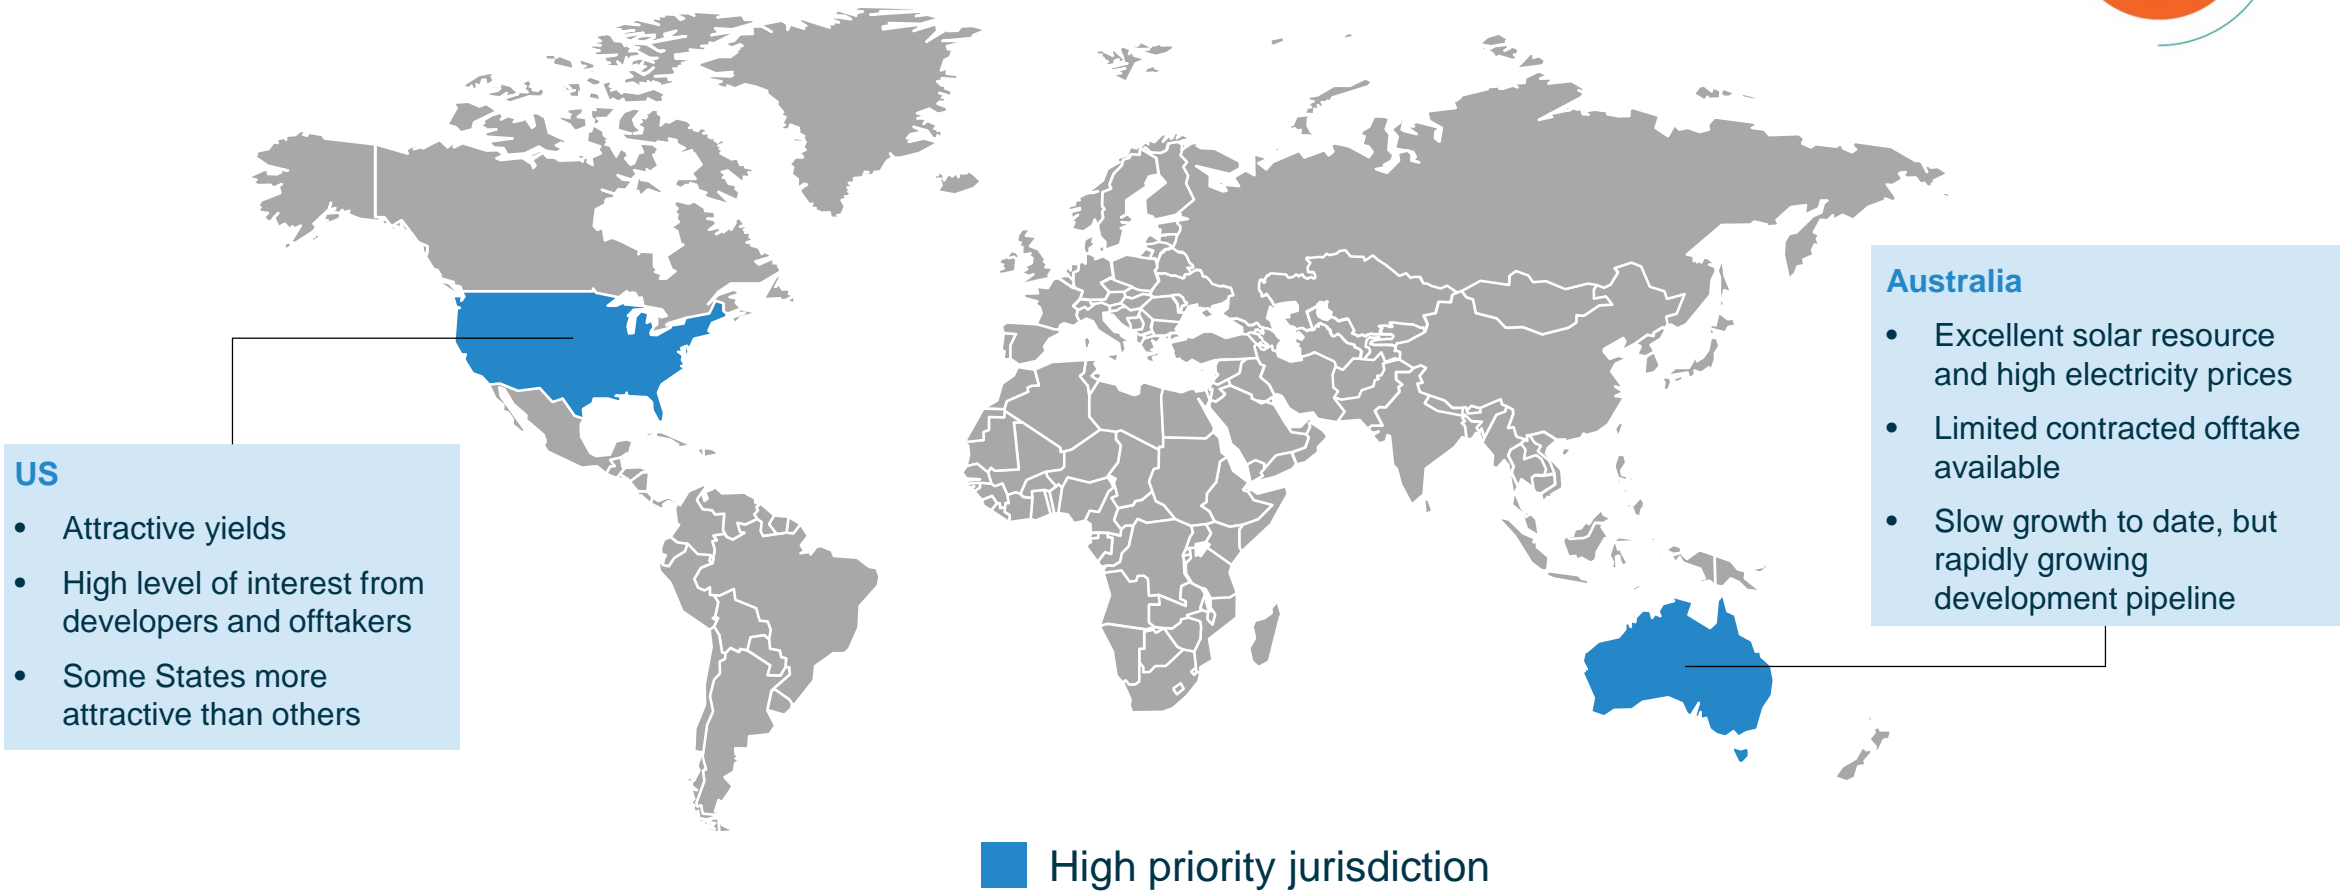 US
• Attractive yields
• High level of interest from
developers and offtakers
• Some States more
attractive than others
Australia
• Excellent solar resource
and high electricity prices
• Limited contracted offtake
available
• Slow growth to date, but
rapidly growing
development pipeline
High priority jurisdiction